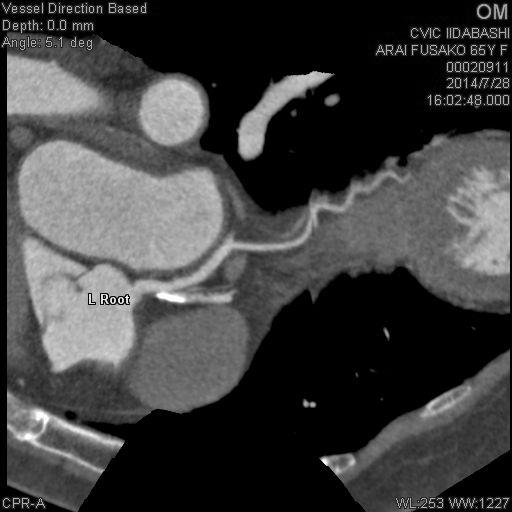 Vessel Direction Based
Depth: 0.0 mm
Angle: 5.1 deg
OM
CVIC IIDABASHI
ARAI FUSAKO 65Y F
00020911
2014/7/28
16:02:48.000
L Root
CPR-A
WL:253 WW:1227